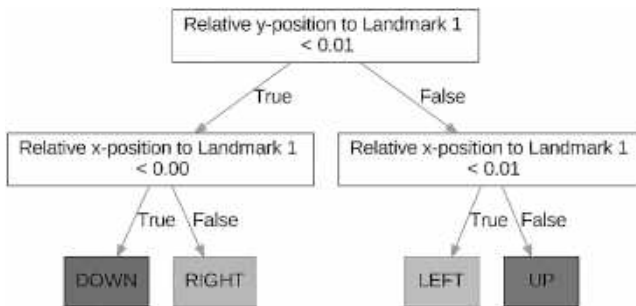 Relative y-position to Landmark 1
< 0.01
True
False
Relative x-position to Landmark 1
< 0.00
Relative x-position to Landmark 1
< 0.01
True
False
True
False
DOWN
RIGHT
LEFT
UP